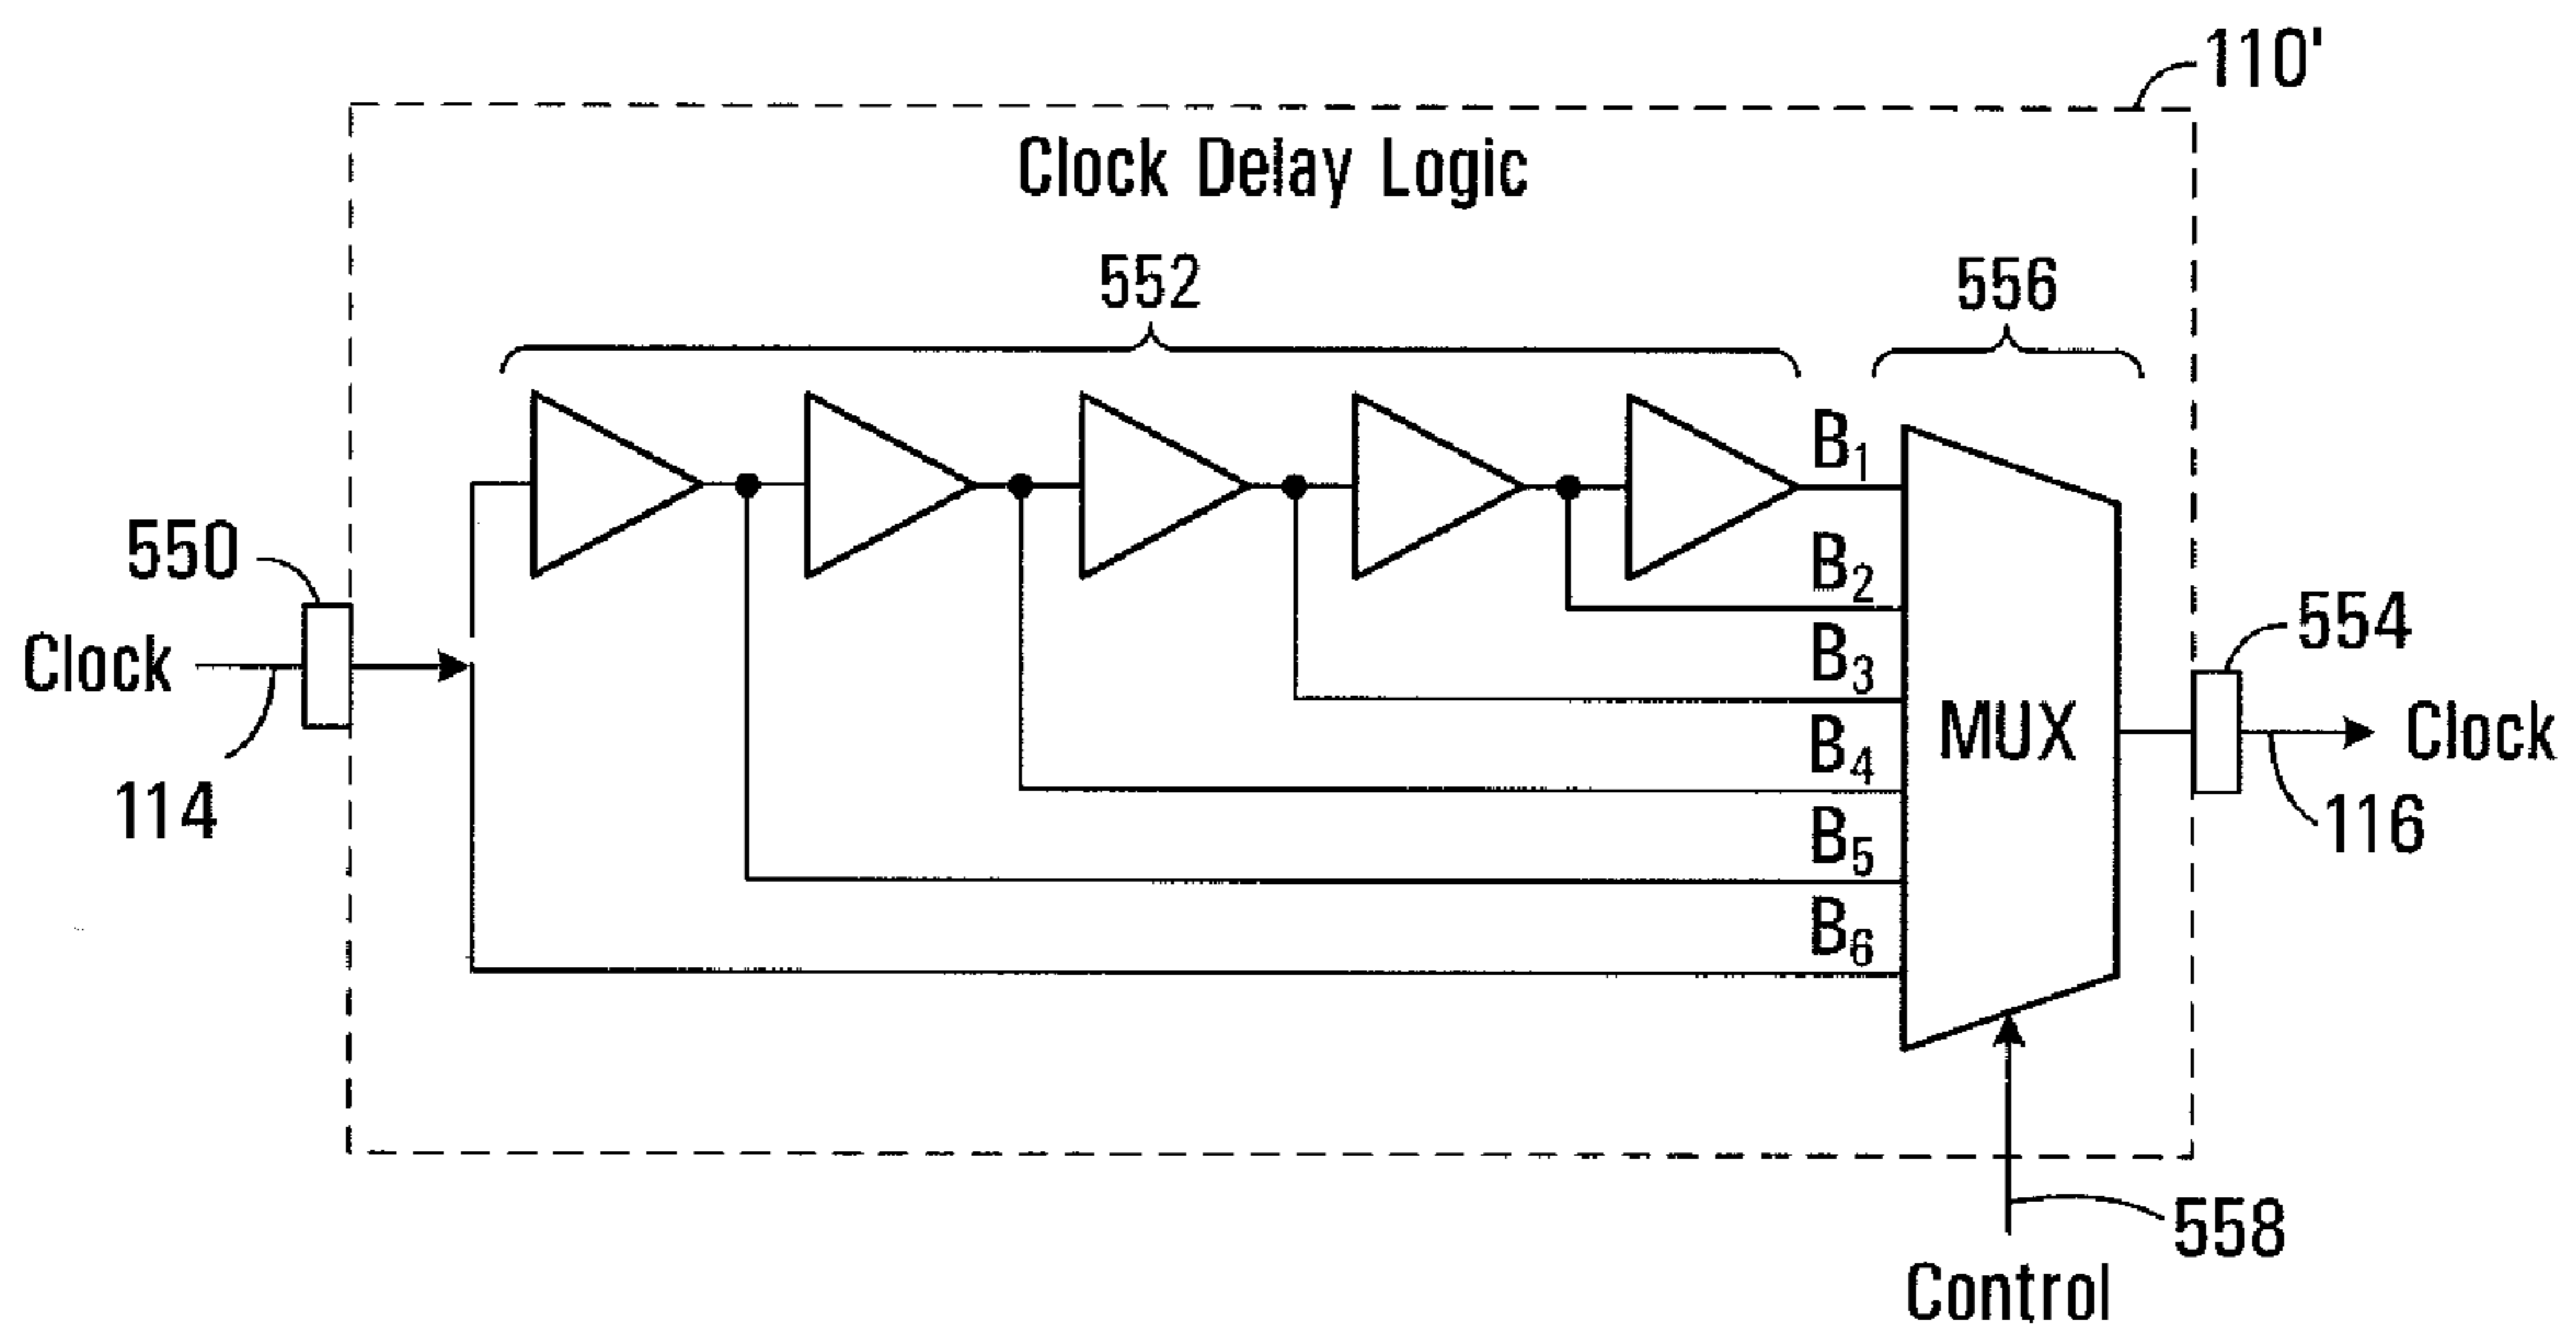 110'
Clock Delay Logic
552
556
B1
550
B2
554
Clock
B3
MUX
Clock
B4
114
116
B5
B6
558
Control